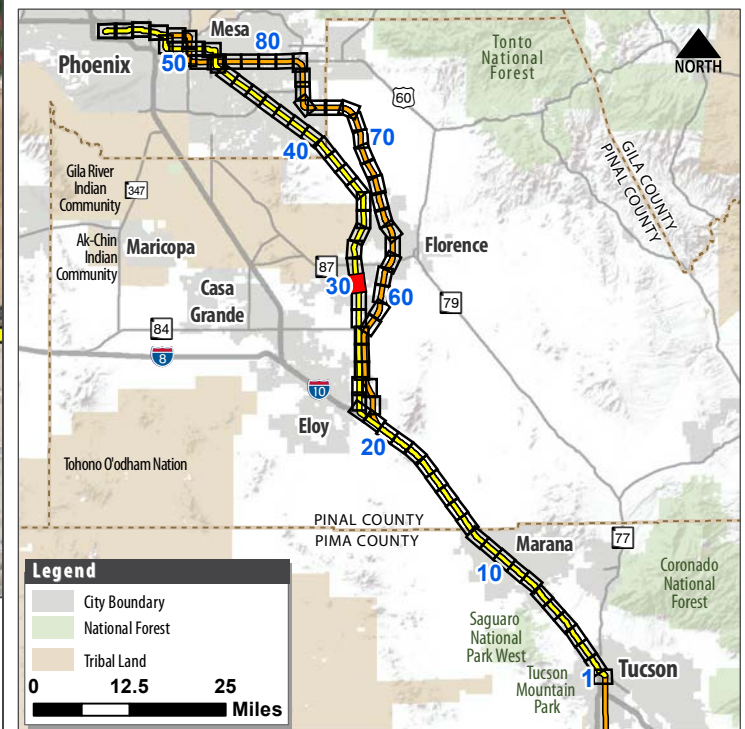 Mesa
80
Phoenix
50
Tonto
National
Forest
NORTH
60
70
40
GILA COUNTY
PINAL COUNTY
Gila River
Indian
Community
347
Ak-Chin
Indian
Community
Maricopa
Florence
87
30
Casa
Grande
60
79
84
8
10
Eloy
20
Tohono O'odham Nation
PINAL COUNTY
PIMA COUNTY
Marana
77
10
Coronado
National
Forest
Saguaro
National
Park West
Tucson
Mountain
Park
1
Tucson
Legend
City Boundary
National Forest
Tribal Land
0 12.5 25
Miles